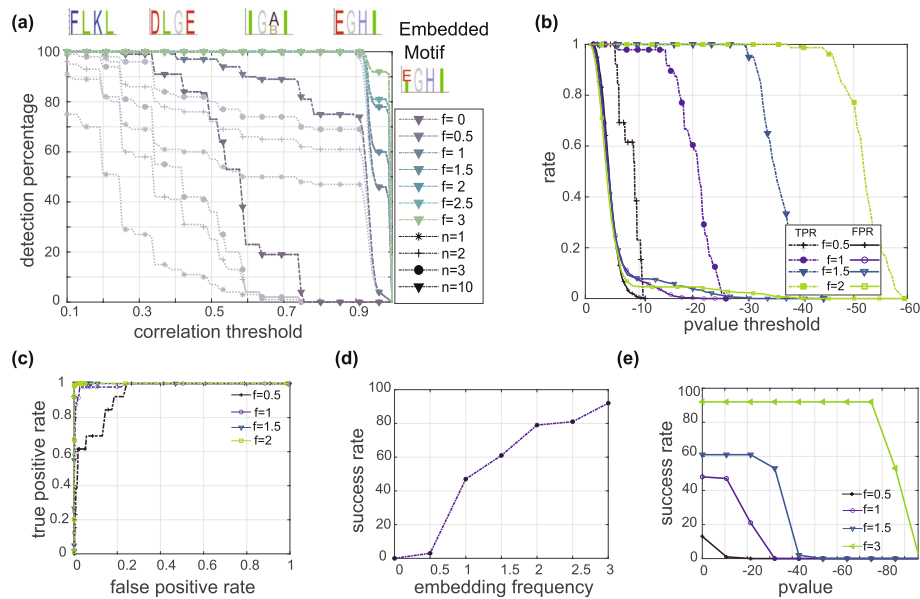 (a)
FLKL
DLGE
IGAI
B
EGHI
Embedded
Motif
E
IGHI
100
80
60
40
20
0
detection percentage
0.1
0.3
0.5
0.7
0.9
correlation threshold
f= 0
f=0.5
f= 1
f=1.5
f= 2
f=2.5
f= 3
n=1
n=2
n=3
n=10
(b)
1
0.8
0.6
0.4
0.2
0
rate
-10
-20
-30
-40
-50
-60
pvalue threshold
TPR FPR
f=0.5
f=1
f=1.5
f=2
(c)
1
0.8
0.6
0.4
0.2
0
true positive rate
0
0.2
0.4
0.6
0.8
1
false positive rate
f=0.5
f=1
f=1.5
f=2
(d)
100
80
60
40
20
0
success rate
0
0.5
1
1.5
2
2.5
3
embedding frequency
(e)
100
80
60
40
20
0
success rate
0
-20
-40
-60
-80
pvalue
f=0.5
f=1
f=1.5
f=3